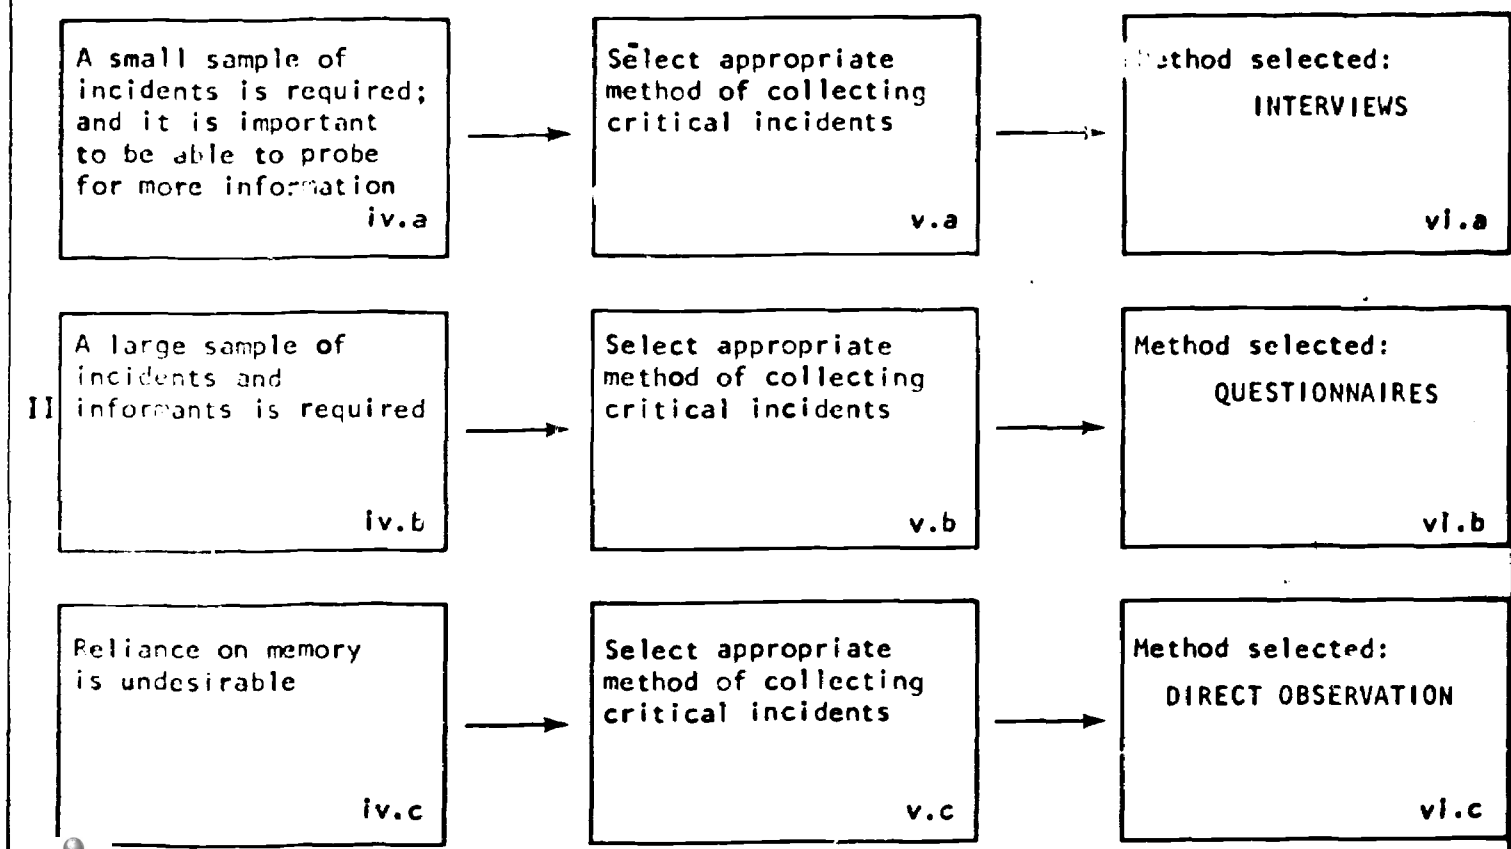 A small sample of
incidents is required;
and it is important
to be able to probe
for more information
iv.a
Select appropriate
method of collecting
critical incidents
v.a
Method selected:
INTERVIEWS
vi.a
II
A large sample of
incidents and
informants is required
iv.b
Select appropriate
method of collecting
critical incidents
v.b
Method selected:
QUESTIONNAIRES
vi.b
Reliance on memory
is undesirable
iv.c
Select appropriate
method of collecting
critical incidents
v.c
Method selected:
DIRECT OBSERVATION
vi.c